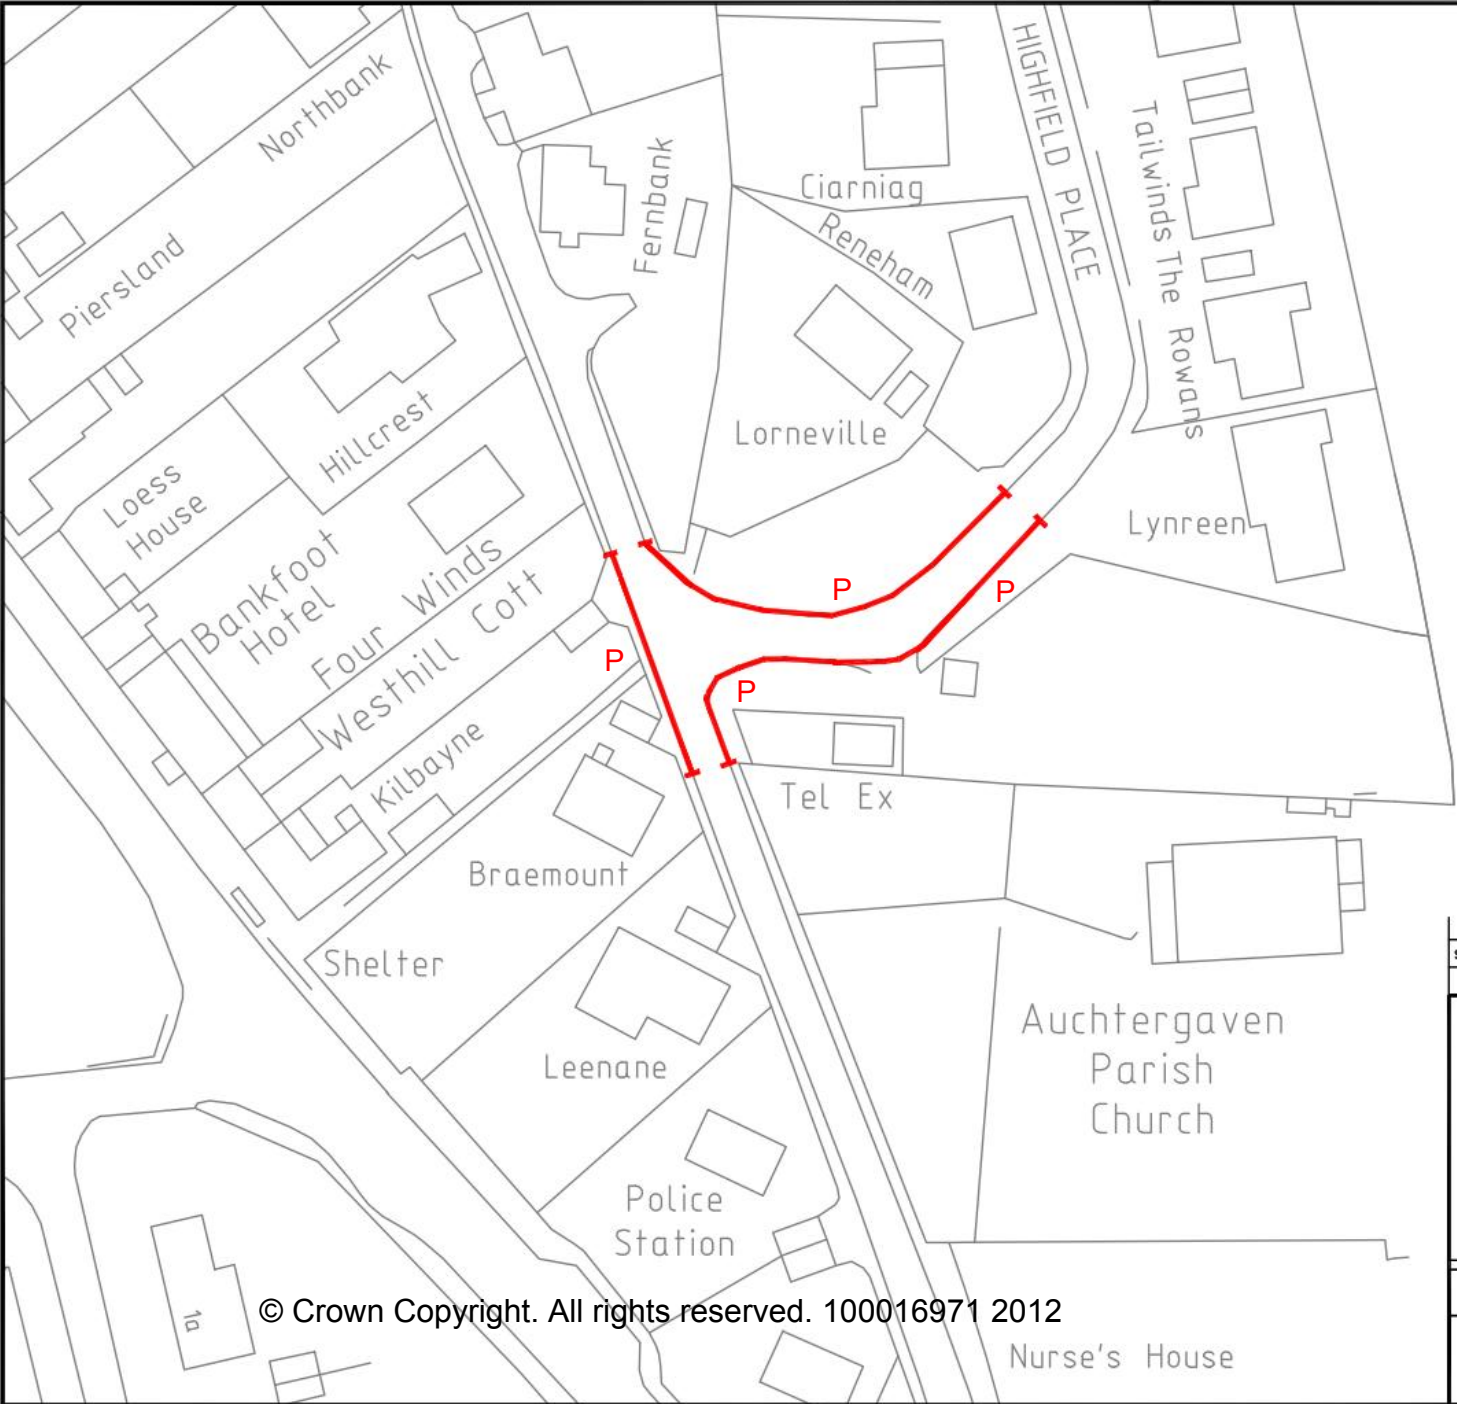 HIGHFIELD PLACE
Northbank
Fernbank
Ciarniag
Tailwinds The Rowans
Reneham
Piersland
Lorneville
Hillcrest
Loess
House
Lynreen
Bankfoot
Hotel
Four Winds
Westhill Cott
P
P
P
P
Kilbayne
Tel Ex
Braemount
Shelter
Auchtergaven
Parish
Church
Leenane
Police
Station
1a
© Crown Copyright. All rights reserved. 100016971 2012
Nurse's House